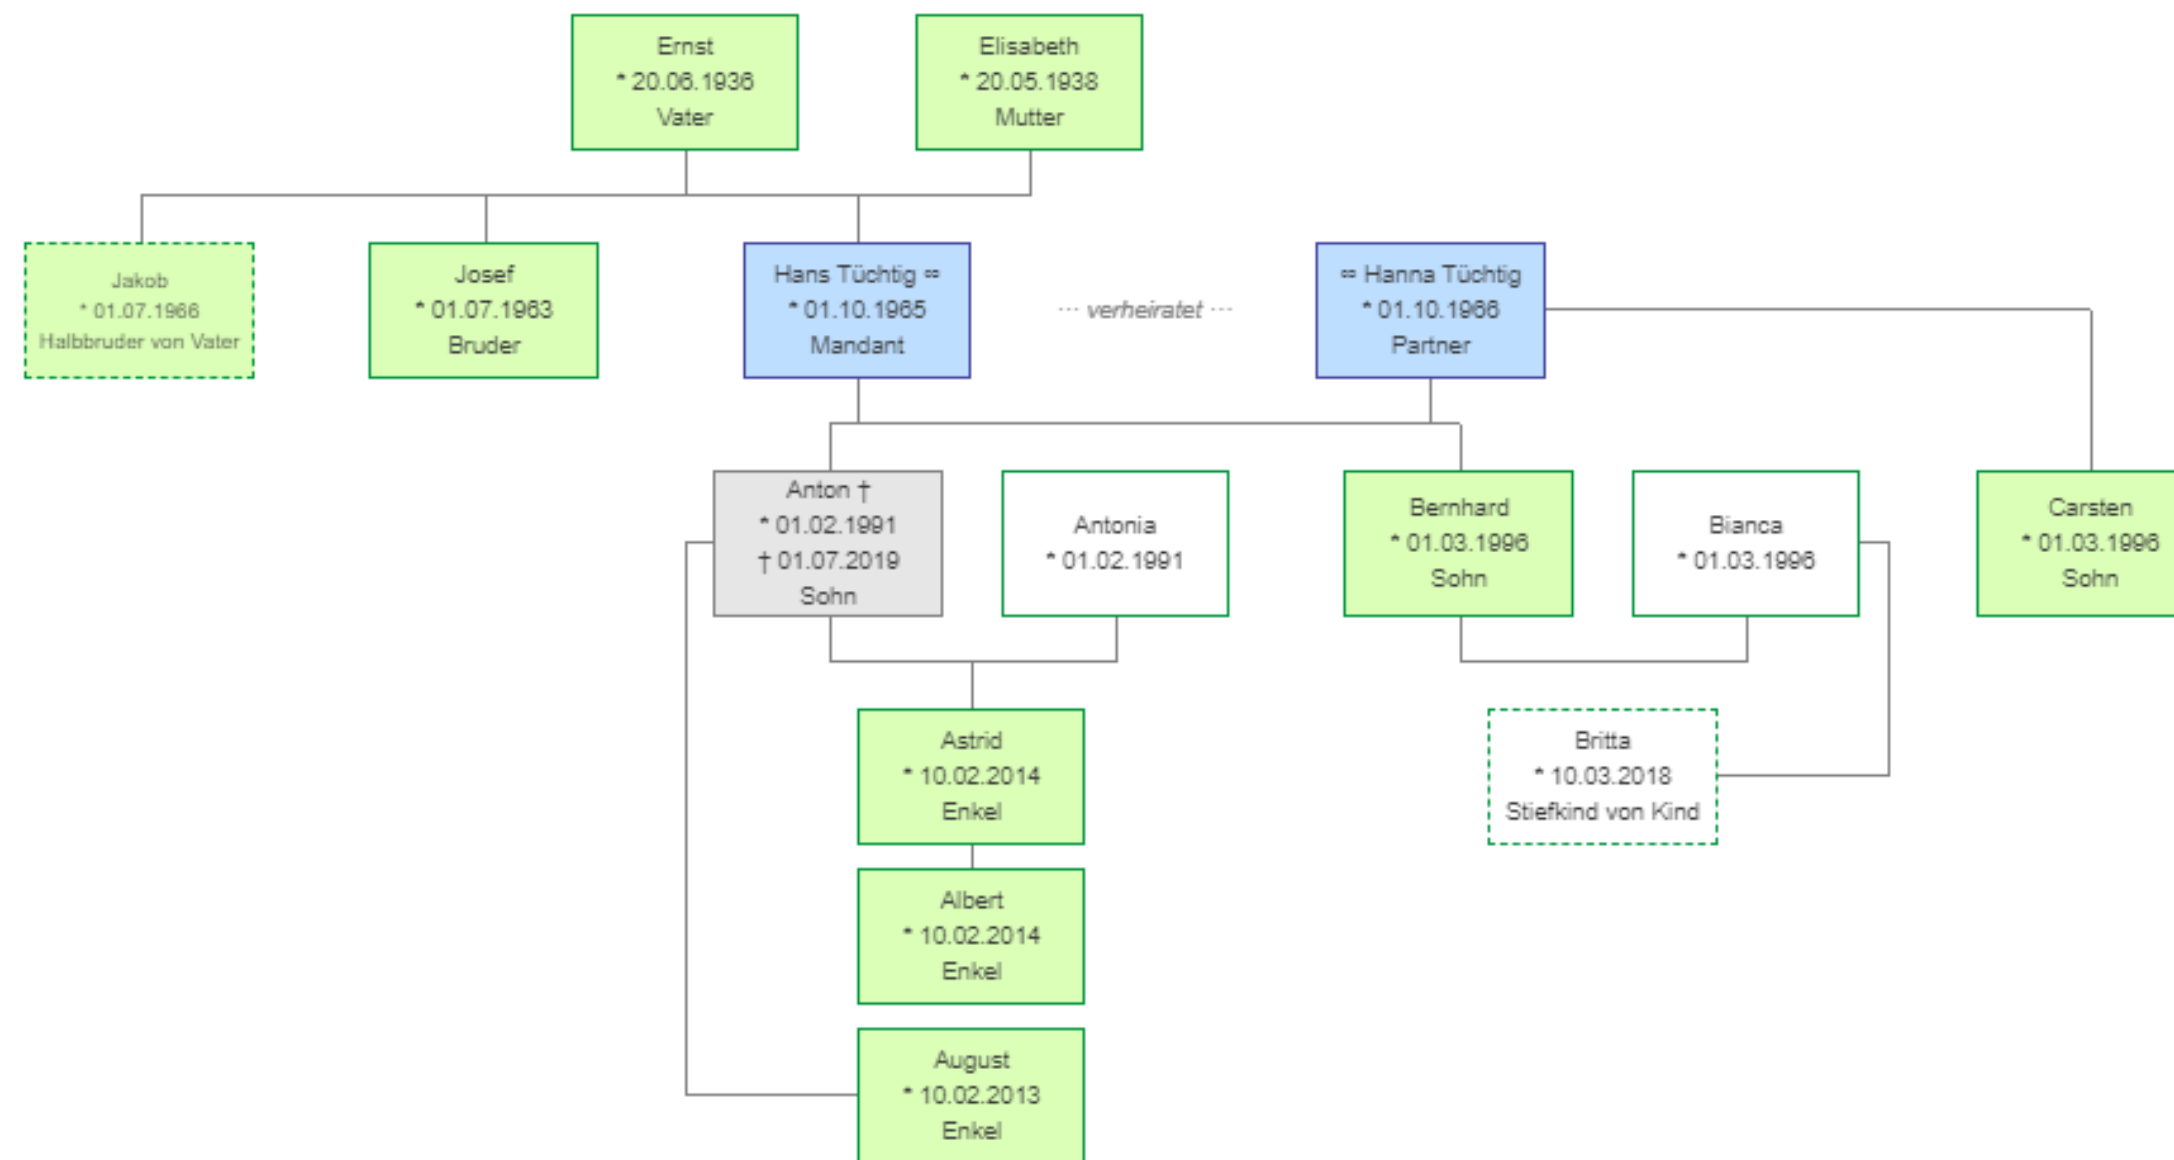 Ernst
* 20.06.1936
Vater
Elisabeth
* 20.05.1938
Mutter
Jakob
* 01.07.1966
Halbbruder von Vater
Josef
* 01.07.1963
Bruder
Hans Tüchtig ⚭
* 01.10.1965
Mandant
--- verheiratet ---
⚭ Hanna Tüchtig
* 01.10.1966
Partner
Anton †
* 01.02.1991
† 01.07.2019
Sohn
Antonia
* 01.02.1991
Bernhard
* 01.03.1996
Sohn
Bianca
* 01.03.1996
Carsten
* 01.03.1996
Sohn
Astrid
* 10.02.2014
Enkel
Britta
* 10.03.2018
Stiefkind von Kind
Albert
* 10.02.2014
Enkel
August
* 10.02.2013
Enkel